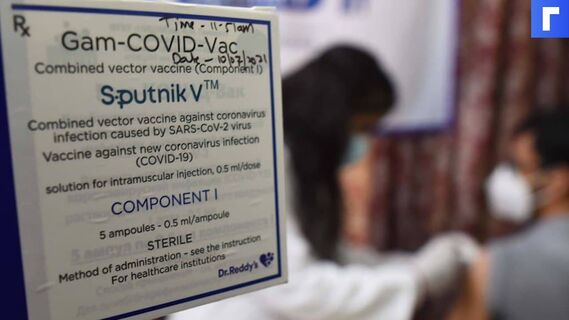 Time - 11:51am
Rx
Gam-COVID-Vac
Date - 10/07/2021
Combined vector vaccine (Component I)
Sputnik V™
Combined vector vaccine against coronavirus
infection caused by SARS-CoV-2 virus
Vaccine against new coronavirus infection
(COVID-19)
solution for intramuscular injection, 0.5 ml/dose
COMPONENT I
5 ampoules - 0.5 ml/ampoule
STERILE
Method of administration - see the instruction
For healthcare institutions
Dr.Reddy's